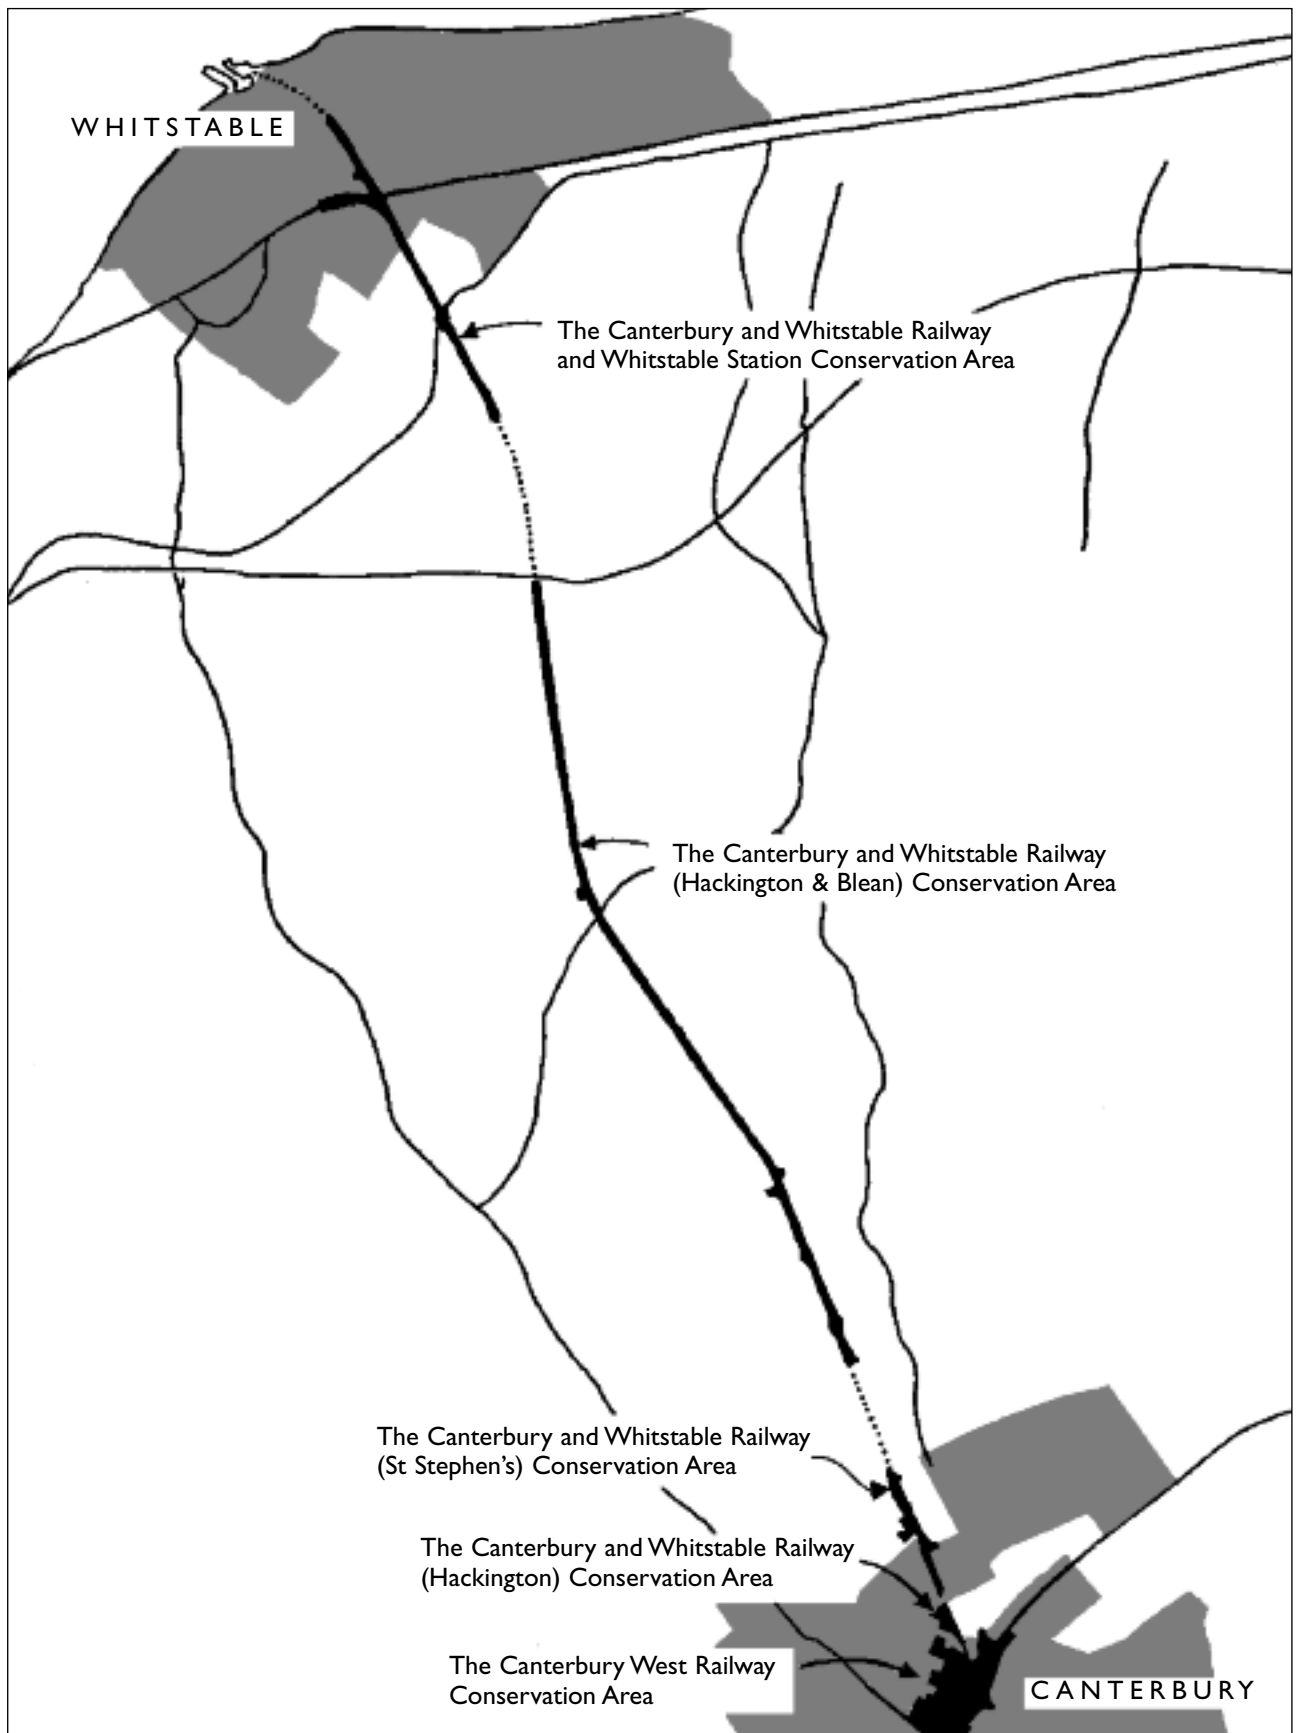 WHITSTABLE
The Canterbury and Whitstable Railway
and Whitstable Station Conservation Area
The Canterbury and Whitstable Railway
(Hackington & Blean) Conservation Area
The Canterbury and Whitstable Railway
(St Stephen's) Conservation Area
The Canterbury and Whitstable Railway
(Hackington) Conservation Area
The Canterbury West Railway
Conservation Area
CANTERBURY